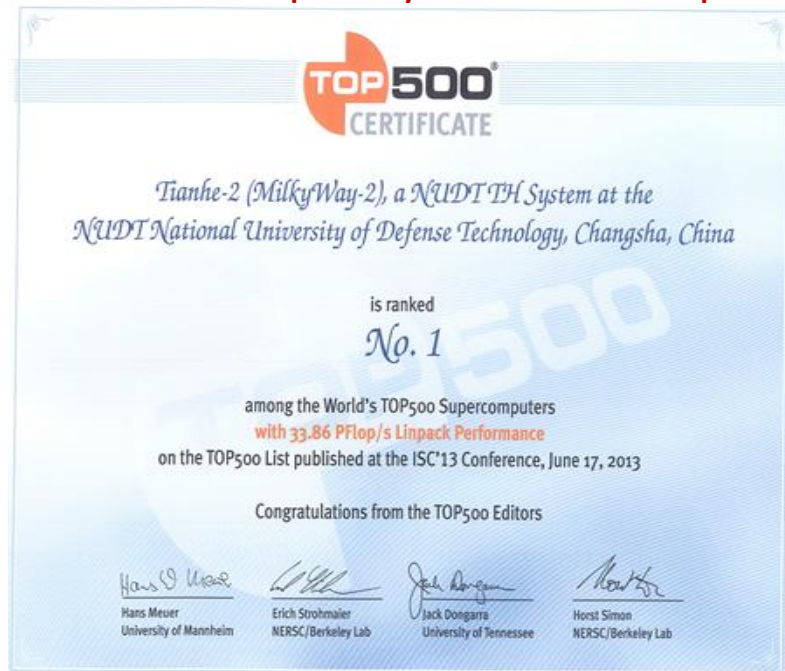 TOP 500®
CERTIFICATE
Tianhe-2 (MilkyWay-2), a NUDT TH System at the
NUDT National University of Defense Technology, Changsha, China
is ranked
No. 1
among the World's TOP500 Supercomputers
with 33.86 PFlop/s Linpack Performance
on the TOP500 List published at the ISC'13 Conference, June 17, 2013
Congratulations from the TOP500 Editors
Hans Meuer
University of Mannheim
Erich Strohmaier
NERSC/Berkeley Lab
Jack Dongarra
University of Tennessee
Horst Simon
NERSC/Berkeley Lab
TOP500